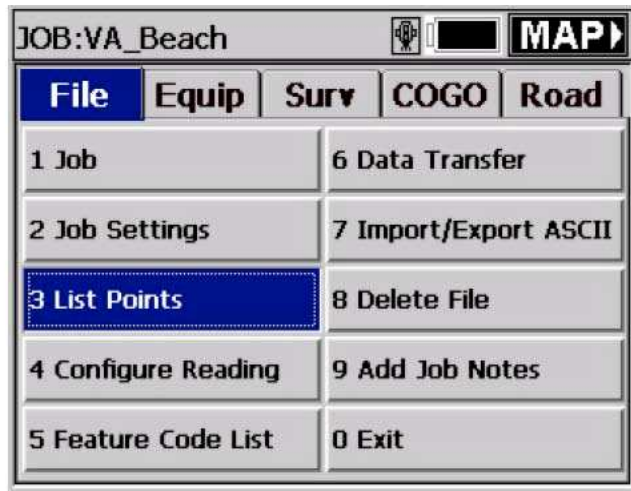 JOB:VA_Beach MAP
File Equip Surv COGO Road
1 Job 6 Data Transfer
2 Job Settings 7 Import/Export ASCII
3 List Points 8 Delete File
4 Configure Reading 9 Add Job Notes
5 Feature Code List 0 Exit